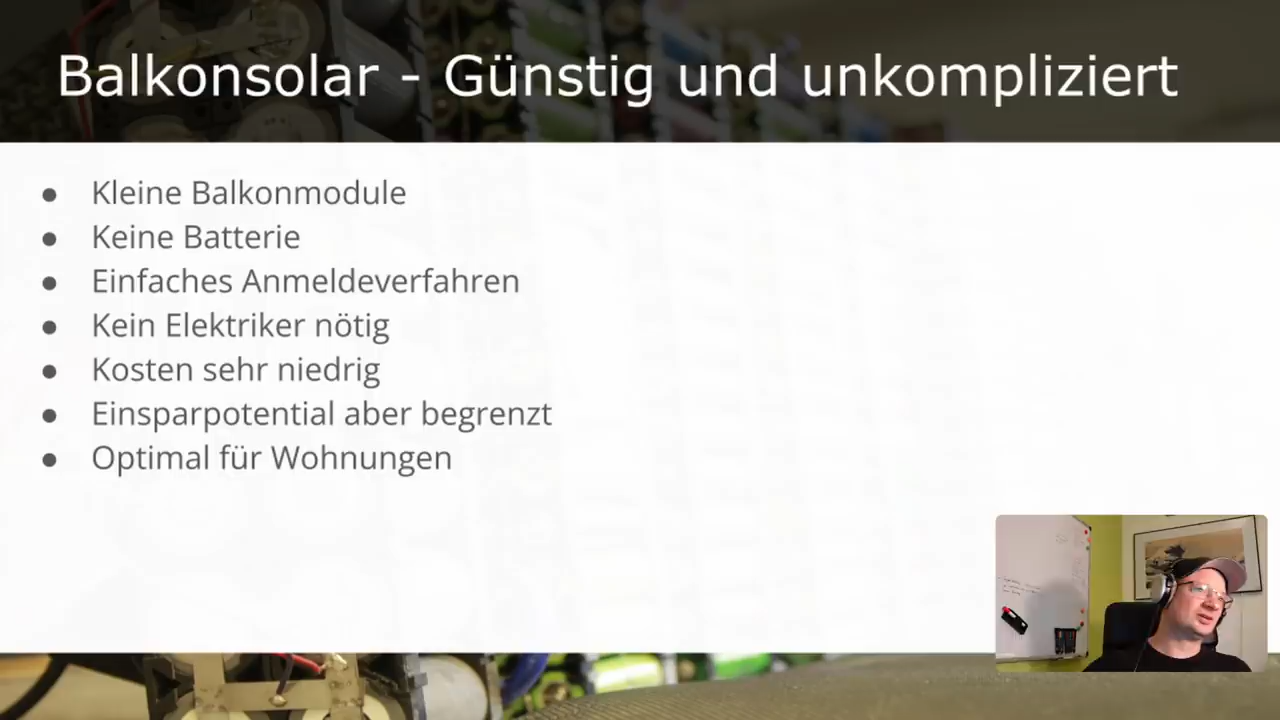 Balkonsolar - Günstig und unkompliziert
● Kleine Balkonmodule
● Keine Batterie
● Einfaches Anmeldeverfahren
● Kein Elektriker nötig
● Kosten sehr niedrig
● Einsparpotential aber begrenzt
● Optimal für Wohnungen